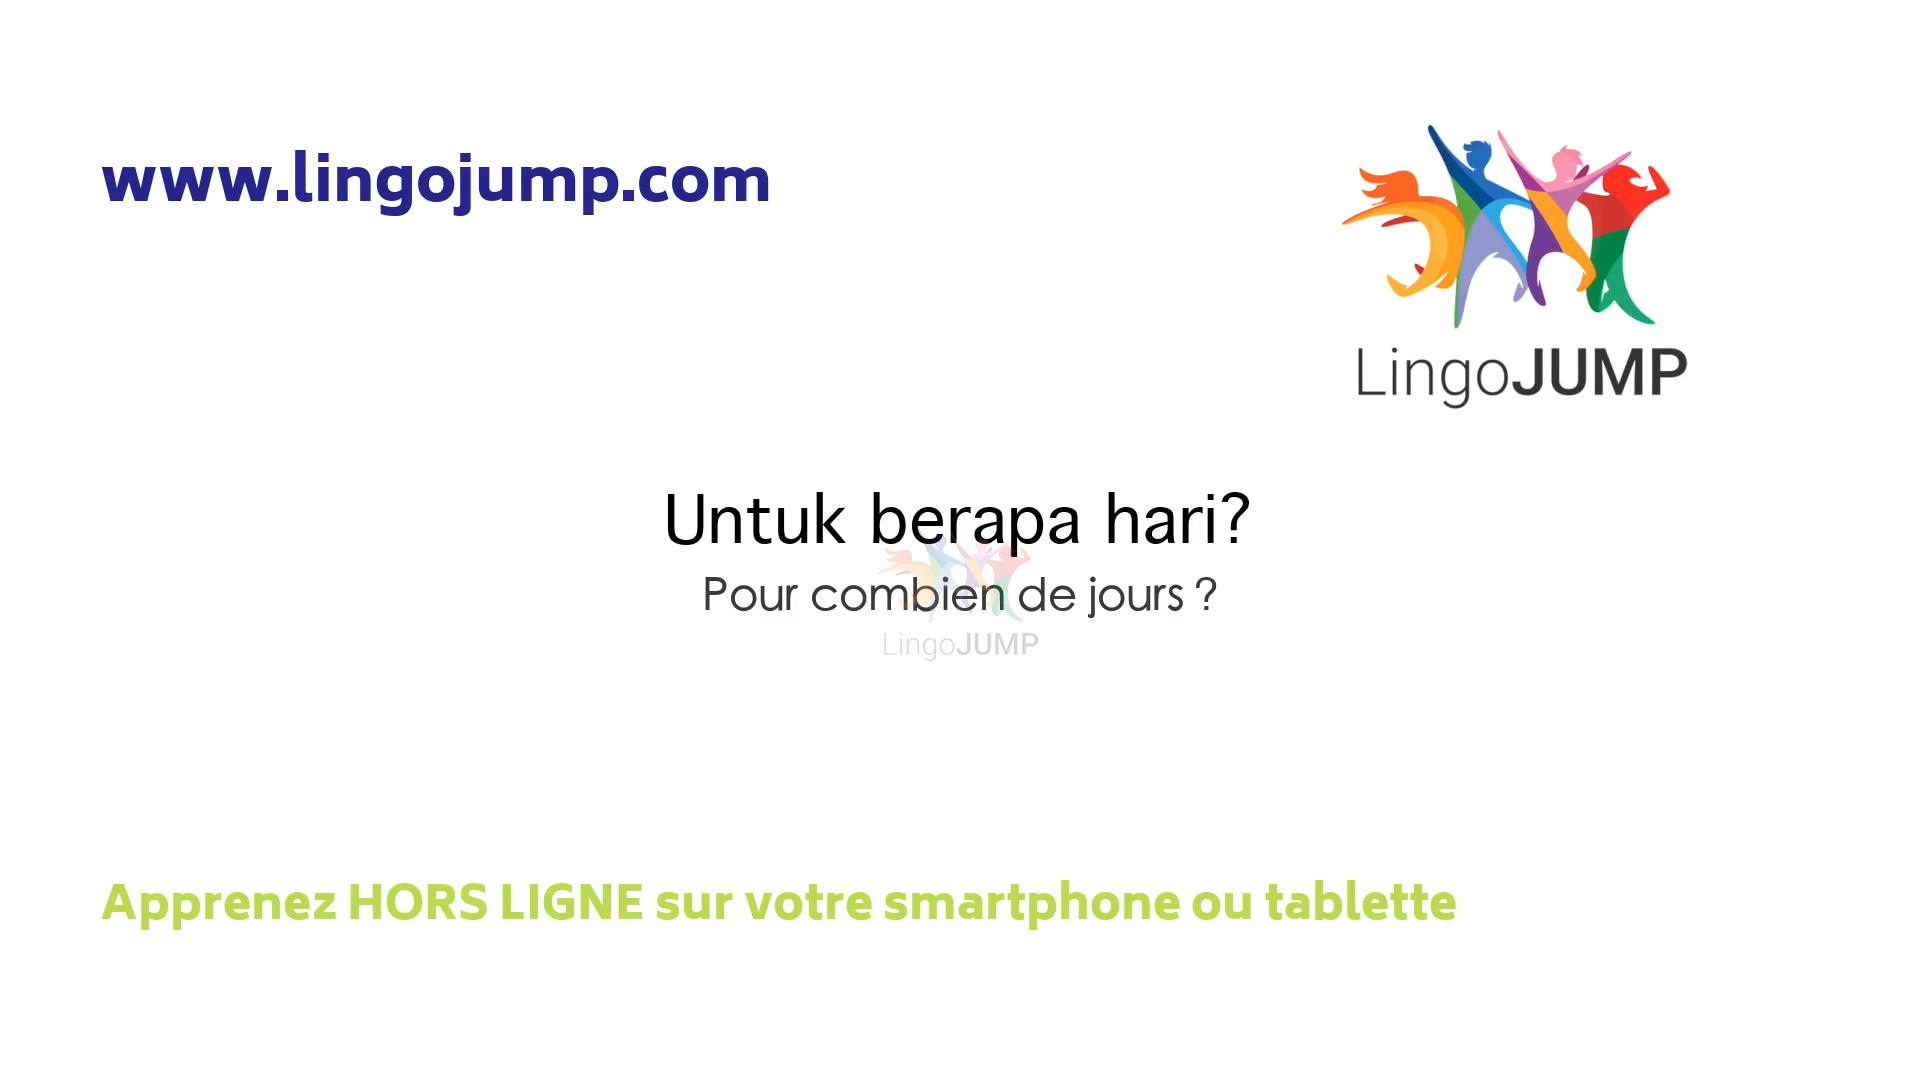 www.lingojump.com
LingoJUMP
Untuk berapa hari?
Pour combien de jours ?
LingoJUMP
Apprenez HORS LIGNE sur votre smartphone ou tablette